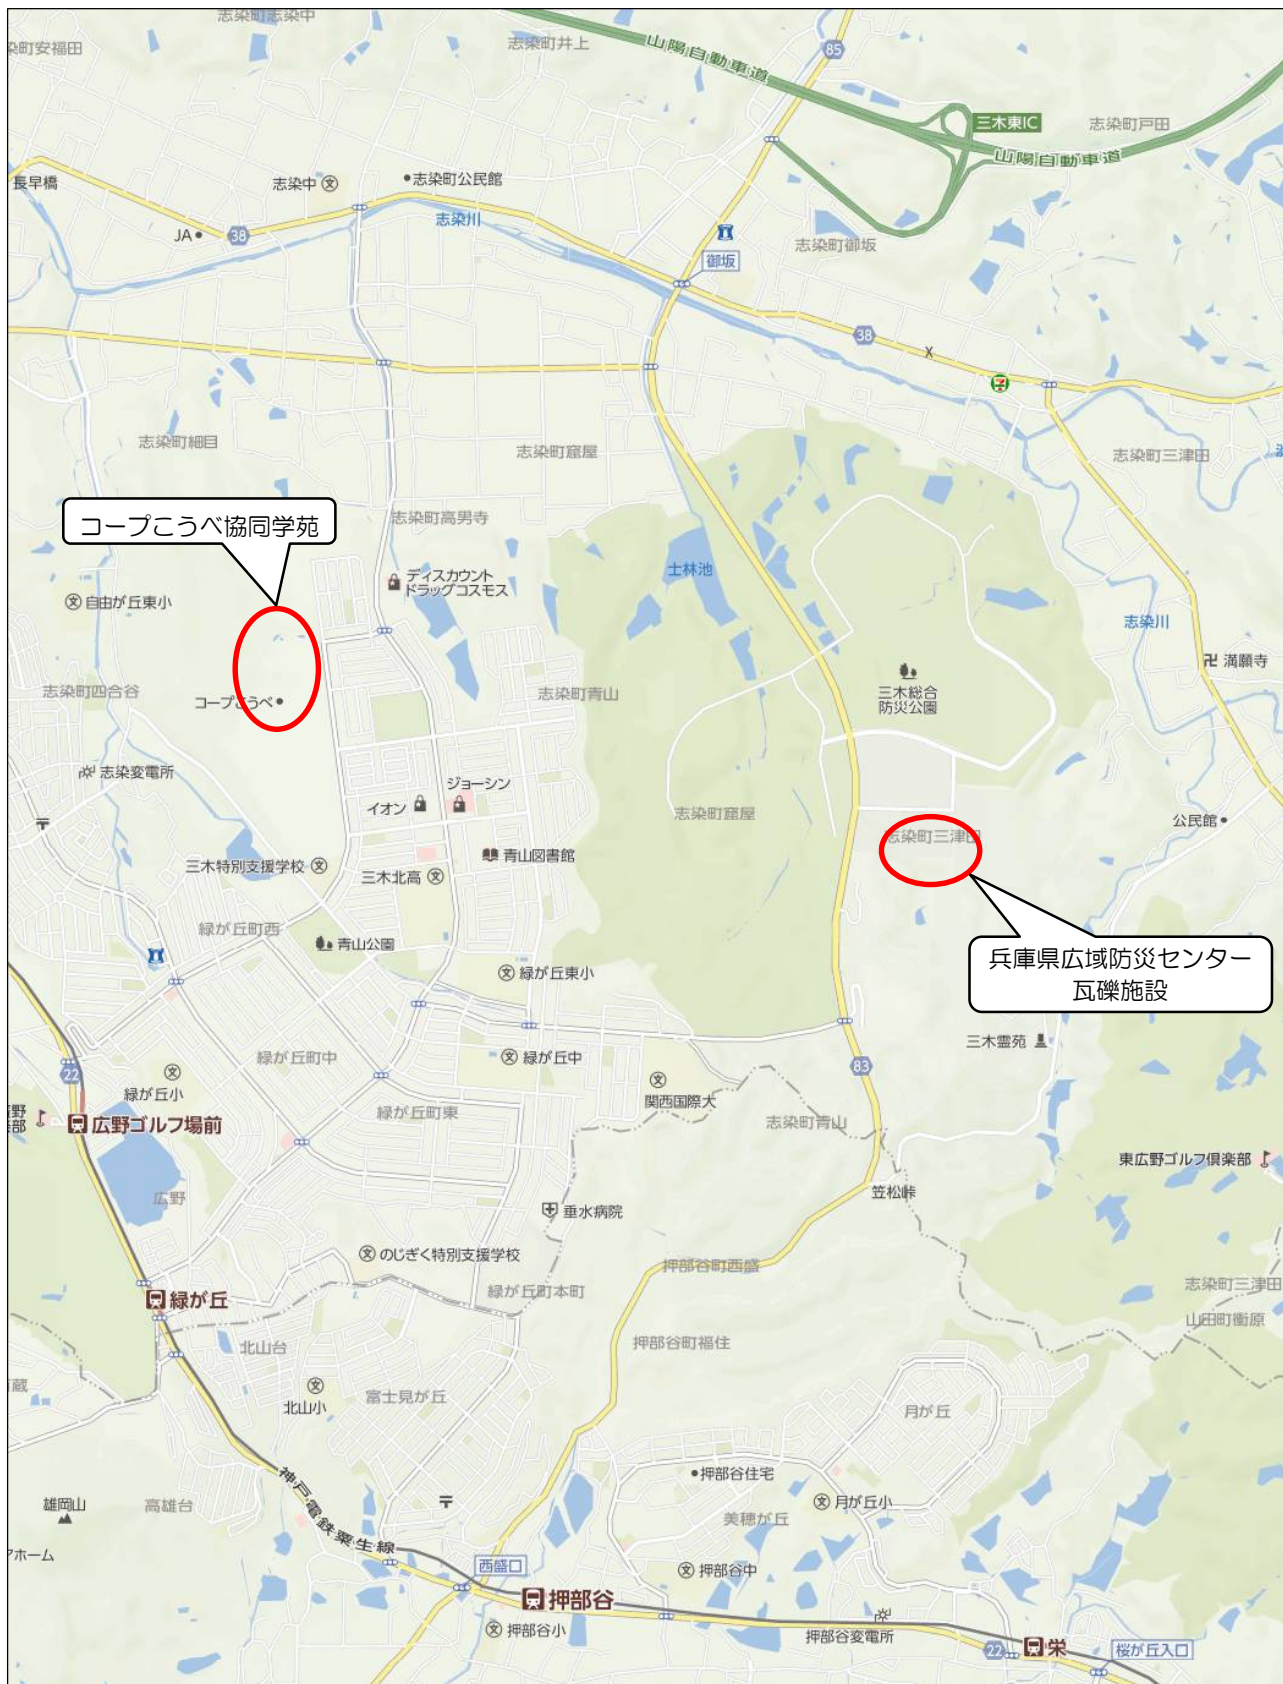 志染町志染中
染町安福田
志染町井上
85
山陽自動車道
三木東IC
志染町戸田
山陽自動車道
長早橋
志染中
志染町公民館
志染川
JA
38
志染町御坂
御坂
38
X
志染町細目
志染町窟屋
志染町三津田
コープこうべ協同学苑
志染町高男寺
士林池
ディスカウント
ドラッグコスモス
自由が丘東小
志染川
満願寺
志染町四合谷
コープこうべ
志染町青山
三木総合
防災公園
志染変電所
ジョーシン
イオン
志染町窟屋
志染町三津田
公民館
三木特別支援学校
三木北高
青山図書館
緑が丘町西
青山公園
緑が丘東小
兵庫県広域防災センター
瓦礫施設
三木霊苑
緑が丘町中
緑が丘中
83
22
緑が丘小
関西国際大
緑が丘町東
志染町青山
広野ゴルフ場前
東広野ゴルフ倶楽部
広野
笠松峠
垂水病院
のじぎく特別支援学校
押部谷町西盛
緑が丘町本町
志染町三津田
緑が丘
山田町衝原
北山台
押部谷町福住
北山小
富士見が丘
月が丘
押部谷住宅
神戸電鉄粟生線
雄岡山
高雄台
月が丘小
美穂が丘
アホーム
西盛口
押部谷中
押部谷
押部谷小
押部谷変電所
22
栄
桜が丘入口